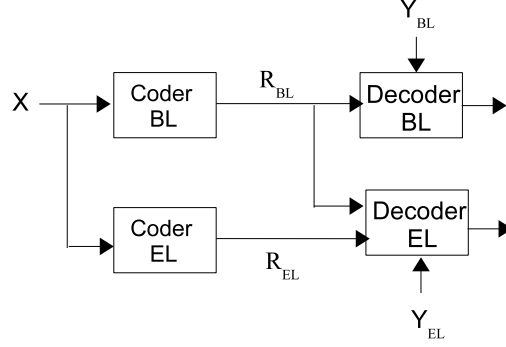 Y_BL
X
Coder
BL
R_BL
Decoder
BL
Coder
EL
R_EL
Decoder
EL
Y_EL